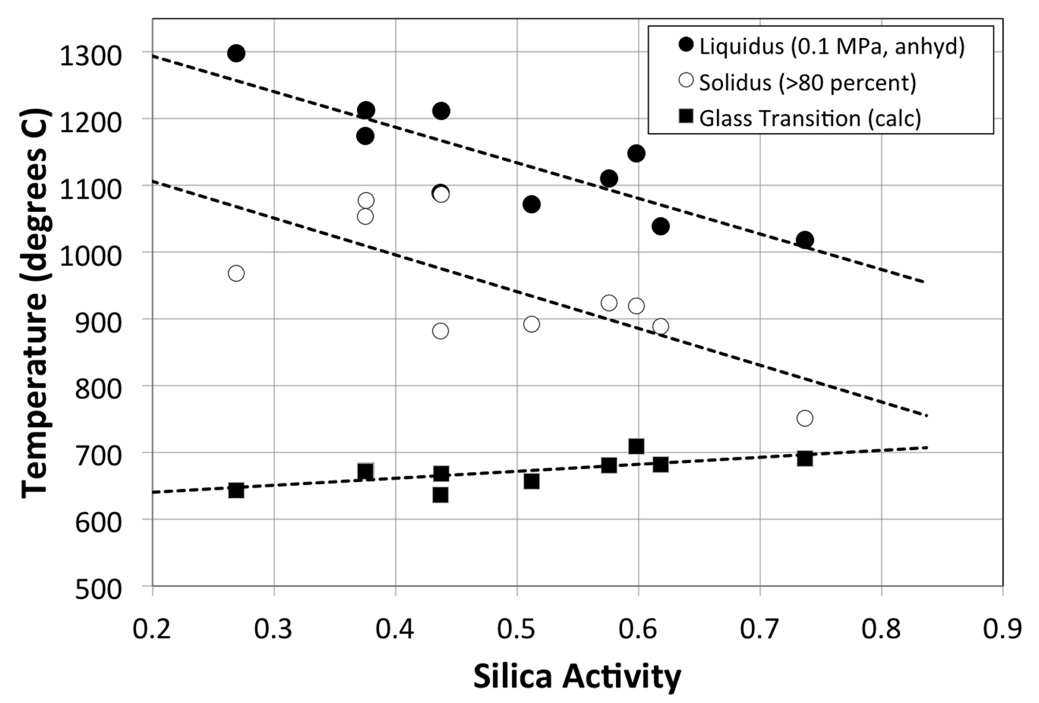 Liquidus (0.1 MPa, anhyd)
Solidus (>80 percent)
Glass Transition (calc)
Temperature (degrees C)
1300
1200
1100
1000
900
800
700
600
500
0.2 0.3 0.4 0.5 0.6 0.7 0.8 0.9
Silica Activity